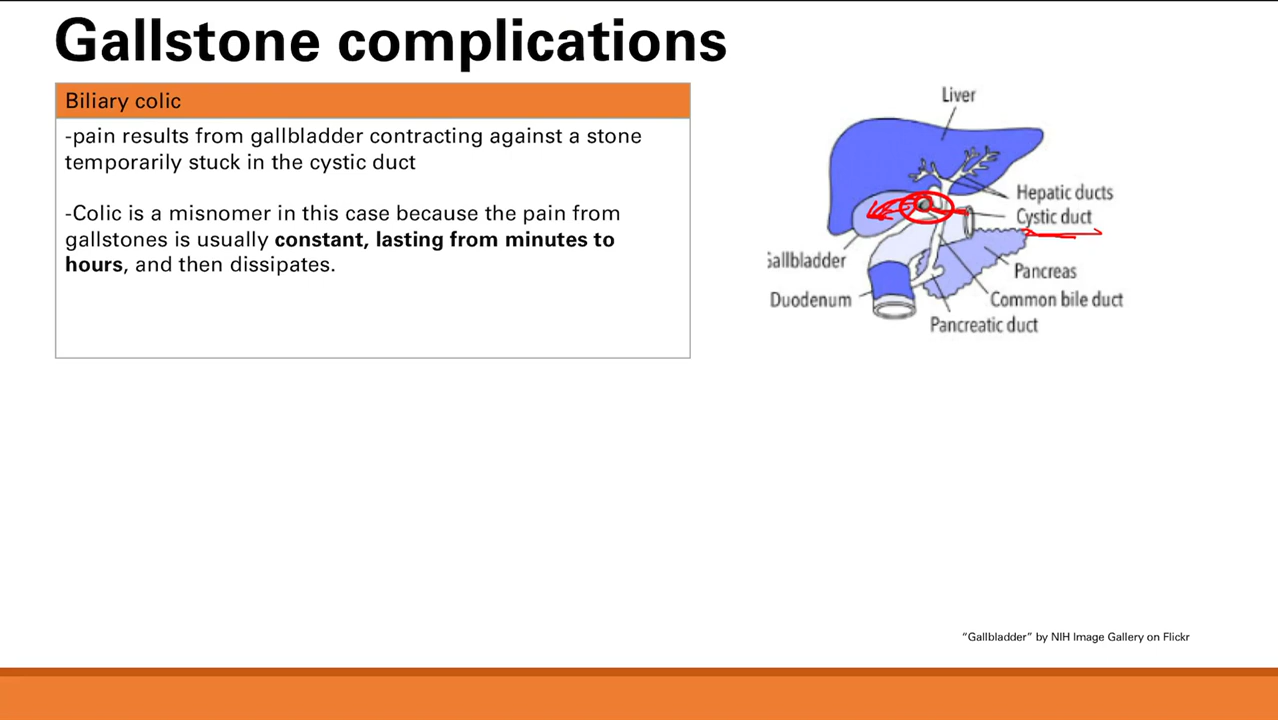 Gallstone complications
Biliary colic
-pain results from gallbladder contracting against a stone
temporarily stuck in the cystic duct
-Colic is a misnomer in this case because the pain from
gallstones is usually constant, lasting from minutes to
hours, and then dissipates.
Liver
Hepatic ducts
Cystic duct
Gallbladder
Pancreas
Duodenum
Common bile duct
Pancreatic duct
“Gallbladder” by NIH Image Gallery on Flickr